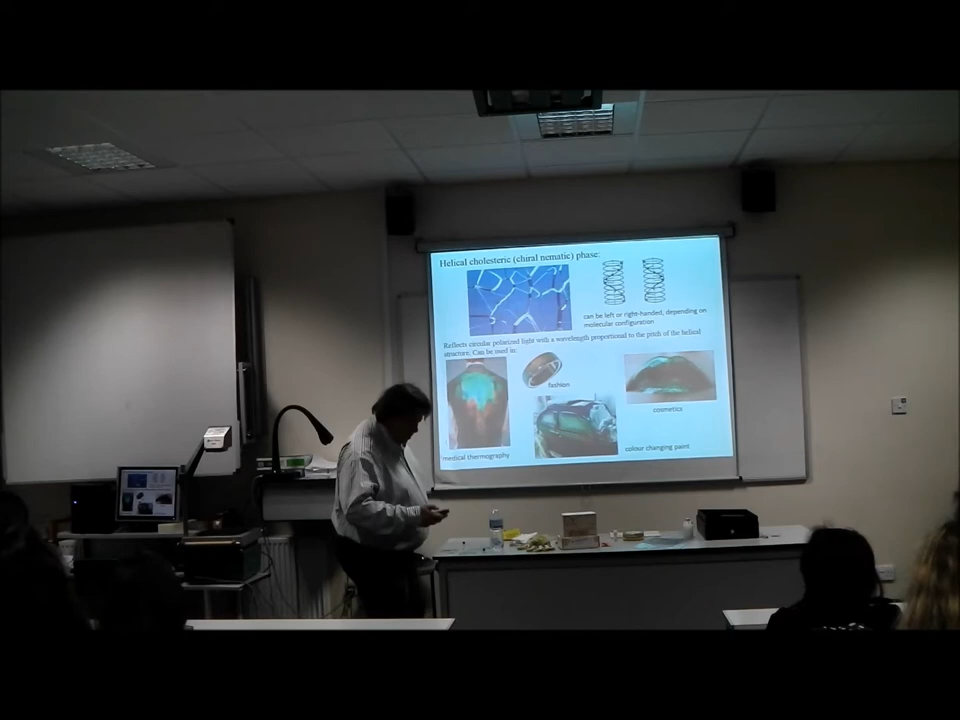 Helical cholesteric (chiral nematic) phase:
can be left or right-handed, depending on
molecular configuration
Reflects circular polarized light with a wavelength proportional to the pitch of the helical
structure. Can be used in:
fashion
cosmetics
medical thermography
colour changing paint